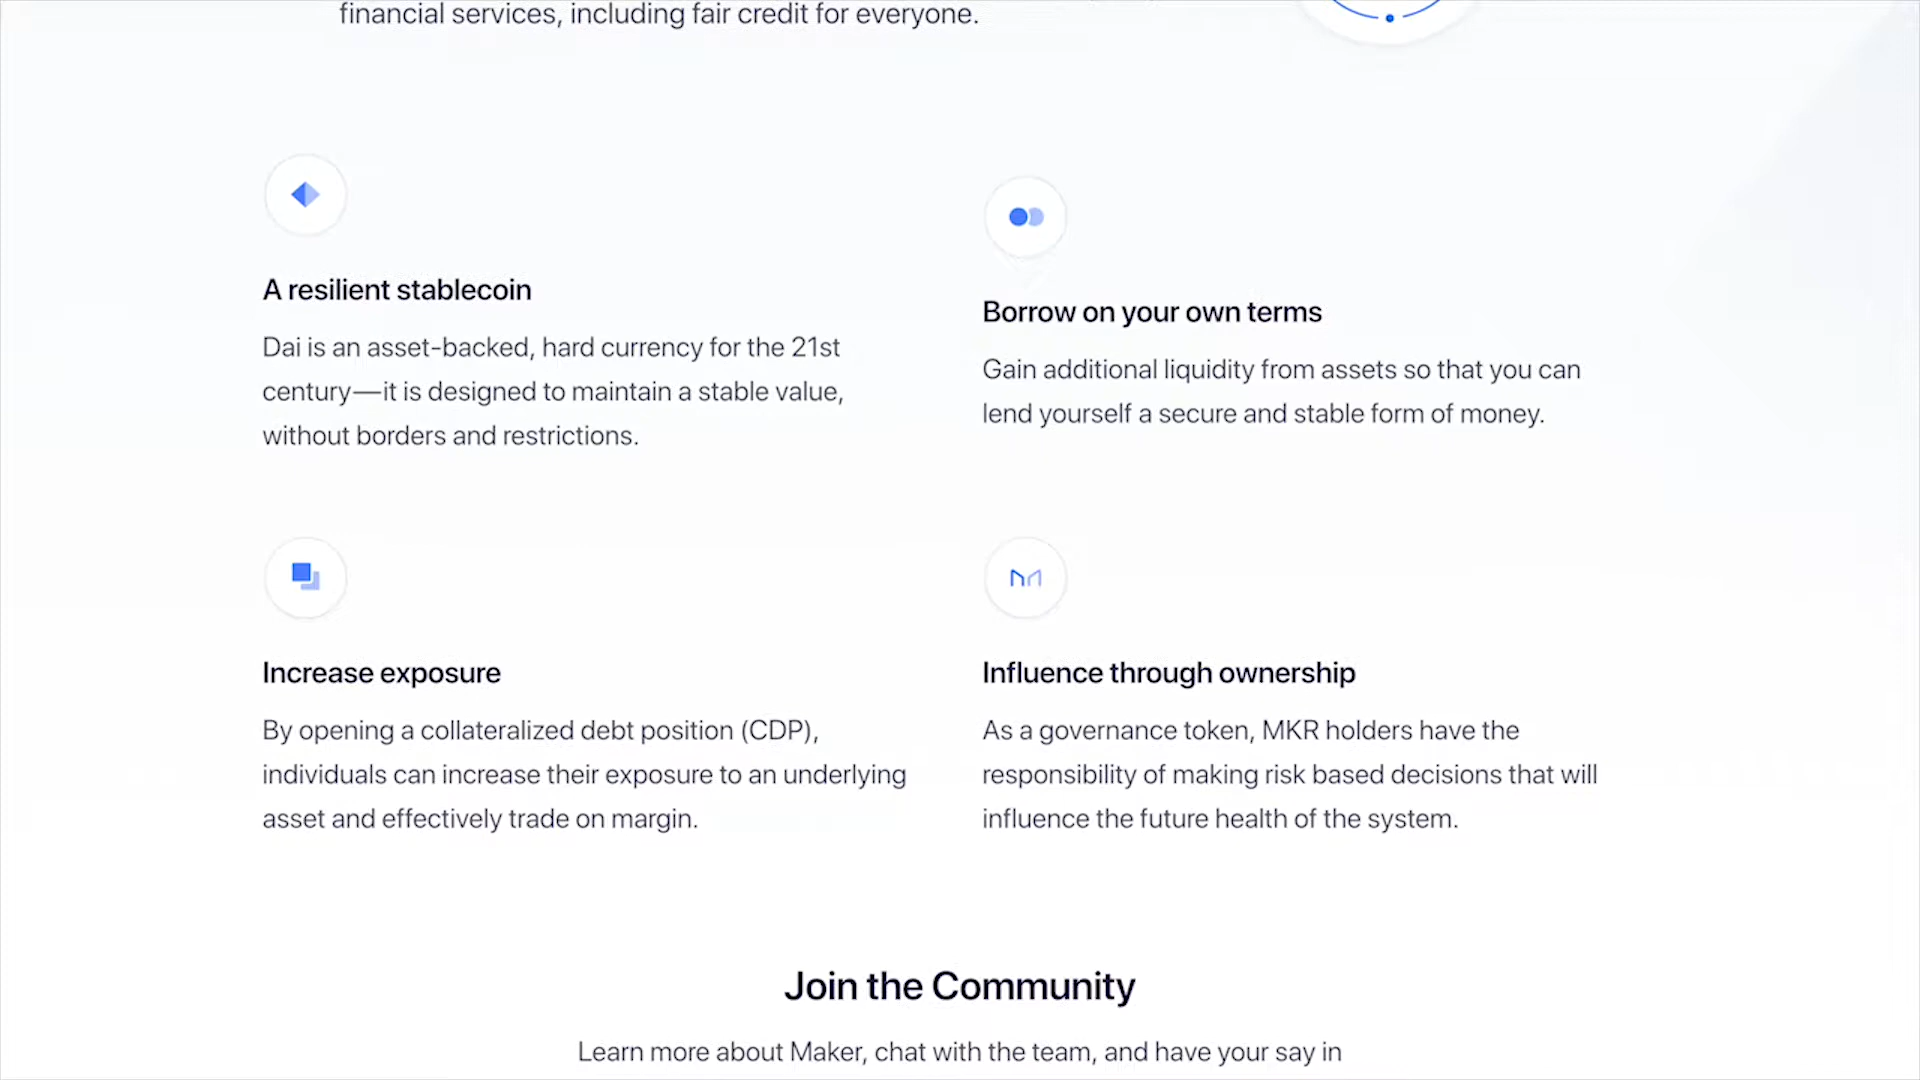 financial services, including fair credit for everyone.
A resilient stablecoin
Dai is an asset-backed, hard currency for the 21st
century—it is designed to maintain a stable value,
without borders and restrictions.
Borrow on your own terms
Gain additional liquidity from assets so that you can
lend yourself a secure and stable form of money.
Increase exposure
By opening a collateralized debt position (CDP),
individuals can increase their exposure to an underlying
asset and effectively trade on margin.
Influence through ownership
As a governance token, MKR holders have the
responsibility of making risk based decisions that will
influence the future health of the system.
Join the Community
Learn more about Maker, chat with the team, and have your say in